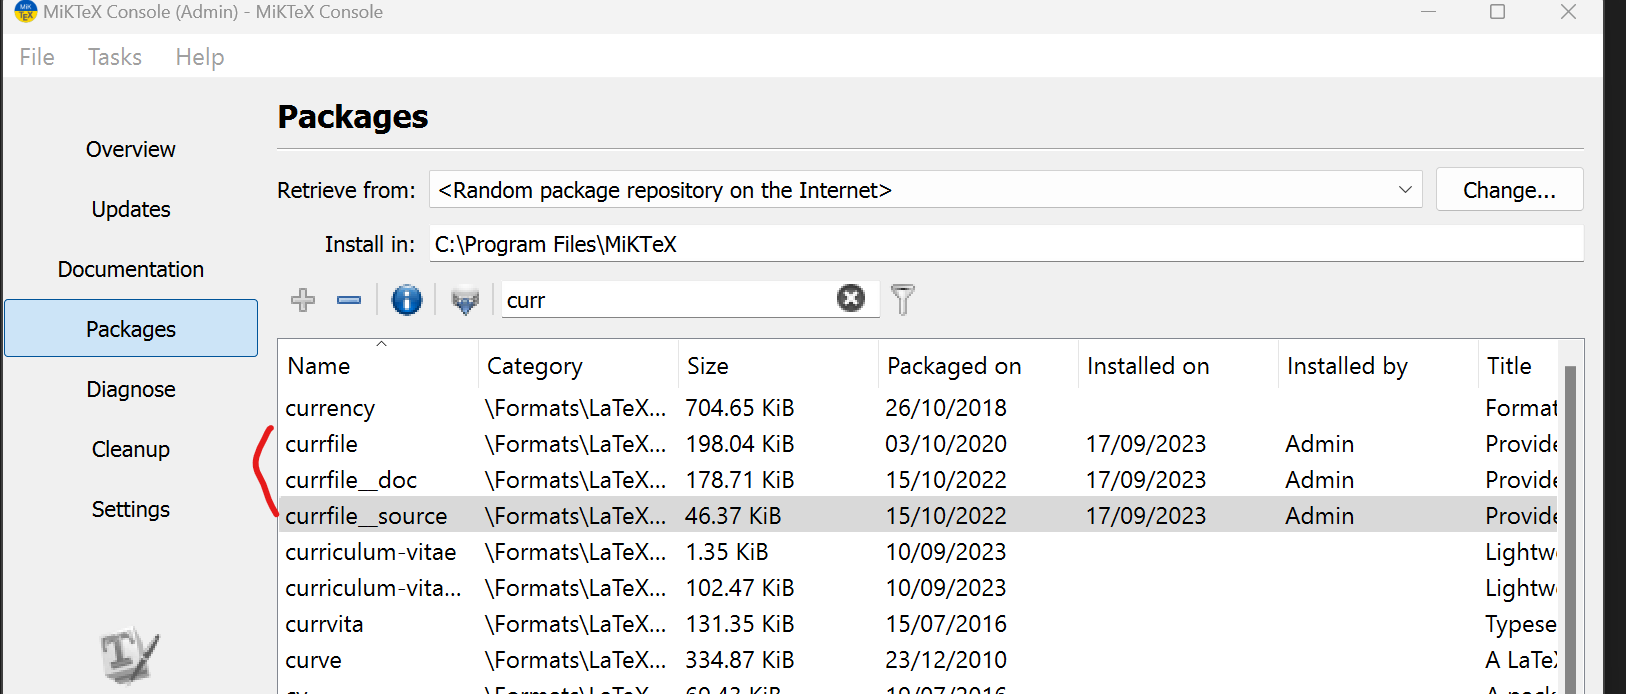 MiKTeX Console (Admin) - MiKTeX Console
File Tasks Help
Packages
Overview
Updates
Documentation
Packages
Diagnose
Cleanup
Settings
Retrieve from: <Random package repository on the Internet> Change...
Install in: C:\Program Files\MiKTeX
curr
Name Category Size Packaged on Installed on Installed by Title
currency \Formats\LaTeX... 704.65 KiB 26/10/2018 Format
currfile \Formats\LaTeX... 198.04 KiB 03/10/2020 17/09/2023 Admin Provide
currfile__doc \Formats\LaTeX... 178.71 KiB 15/10/2022 17/09/2023 Admin Provide
currfile__source \Formats\LaTeX... 46.37 KiB 15/10/2022 17/09/2023 Admin Provide
curriculum-vitae \Formats\LaTeX... 1.35 KiB 10/09/2023 Lightw
curriculum-vita... \Formats\LaTeX... 102.47 KiB 10/09/2023 Lightw
currvita \Formats\LaTeX... 131.35 KiB 15/07/2016 Typese
curve \Formats\LaTeX... 334.87 KiB 23/12/2010 A LaTeX